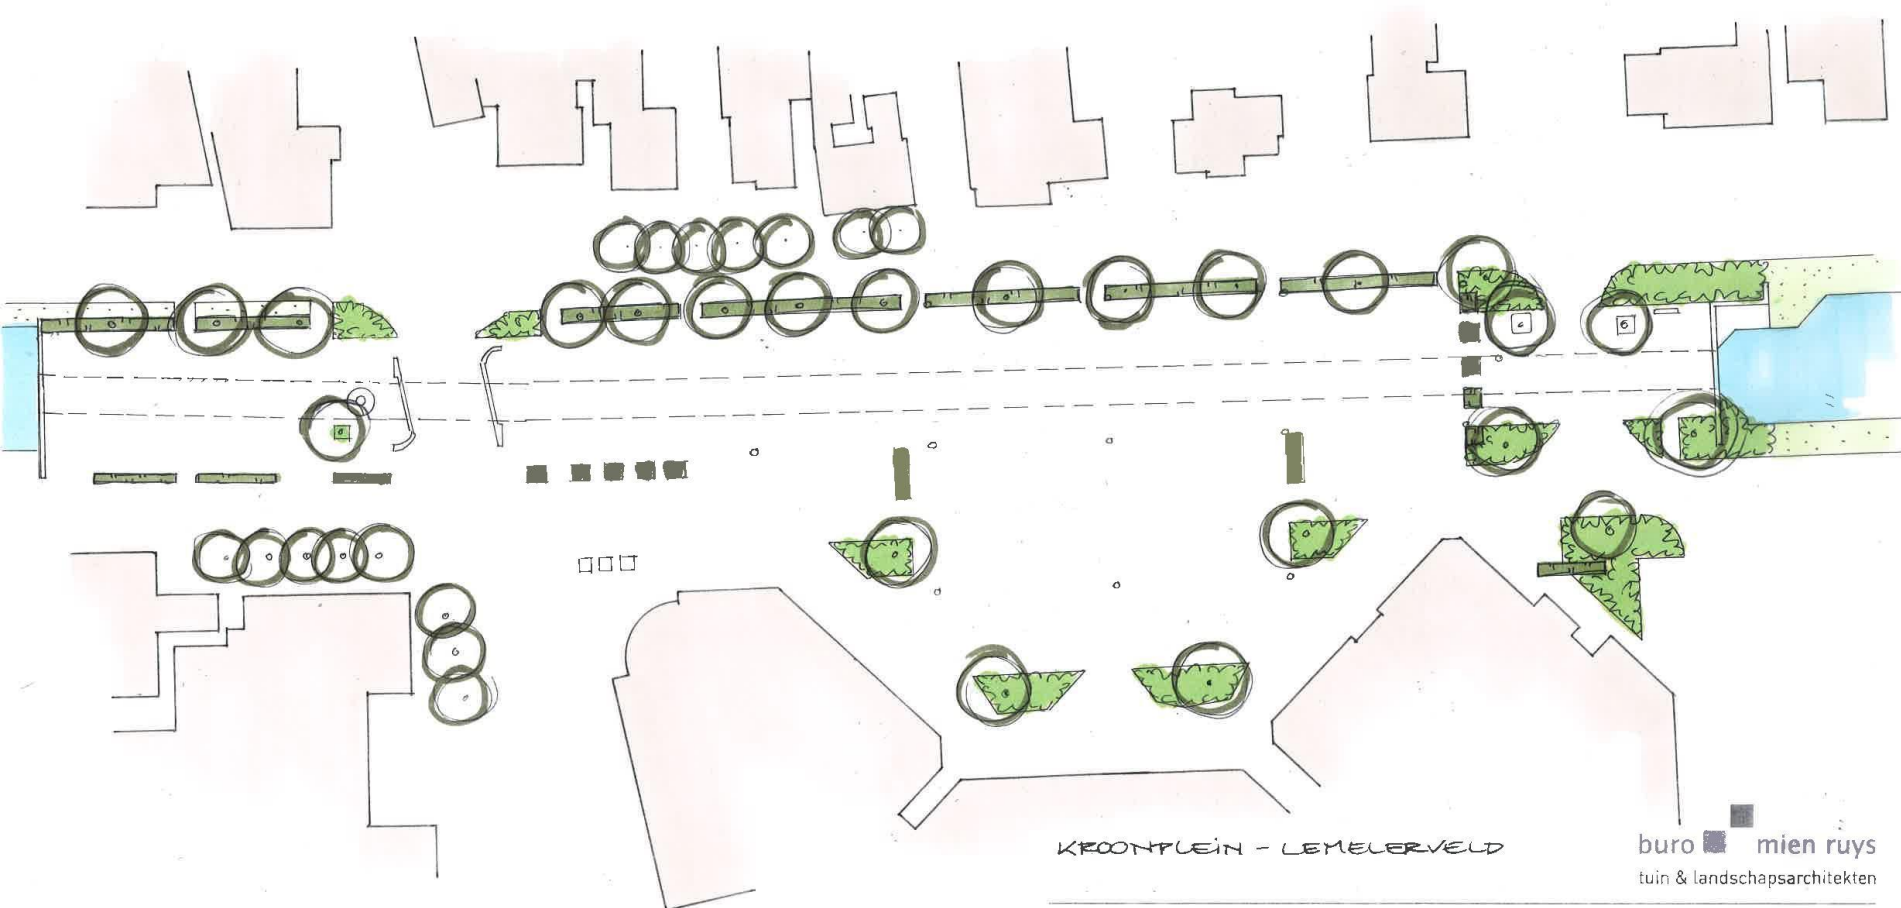 KROONPLEIN - LEMELERVELD
buro mien ruys
tuin & landschapsarchitekten